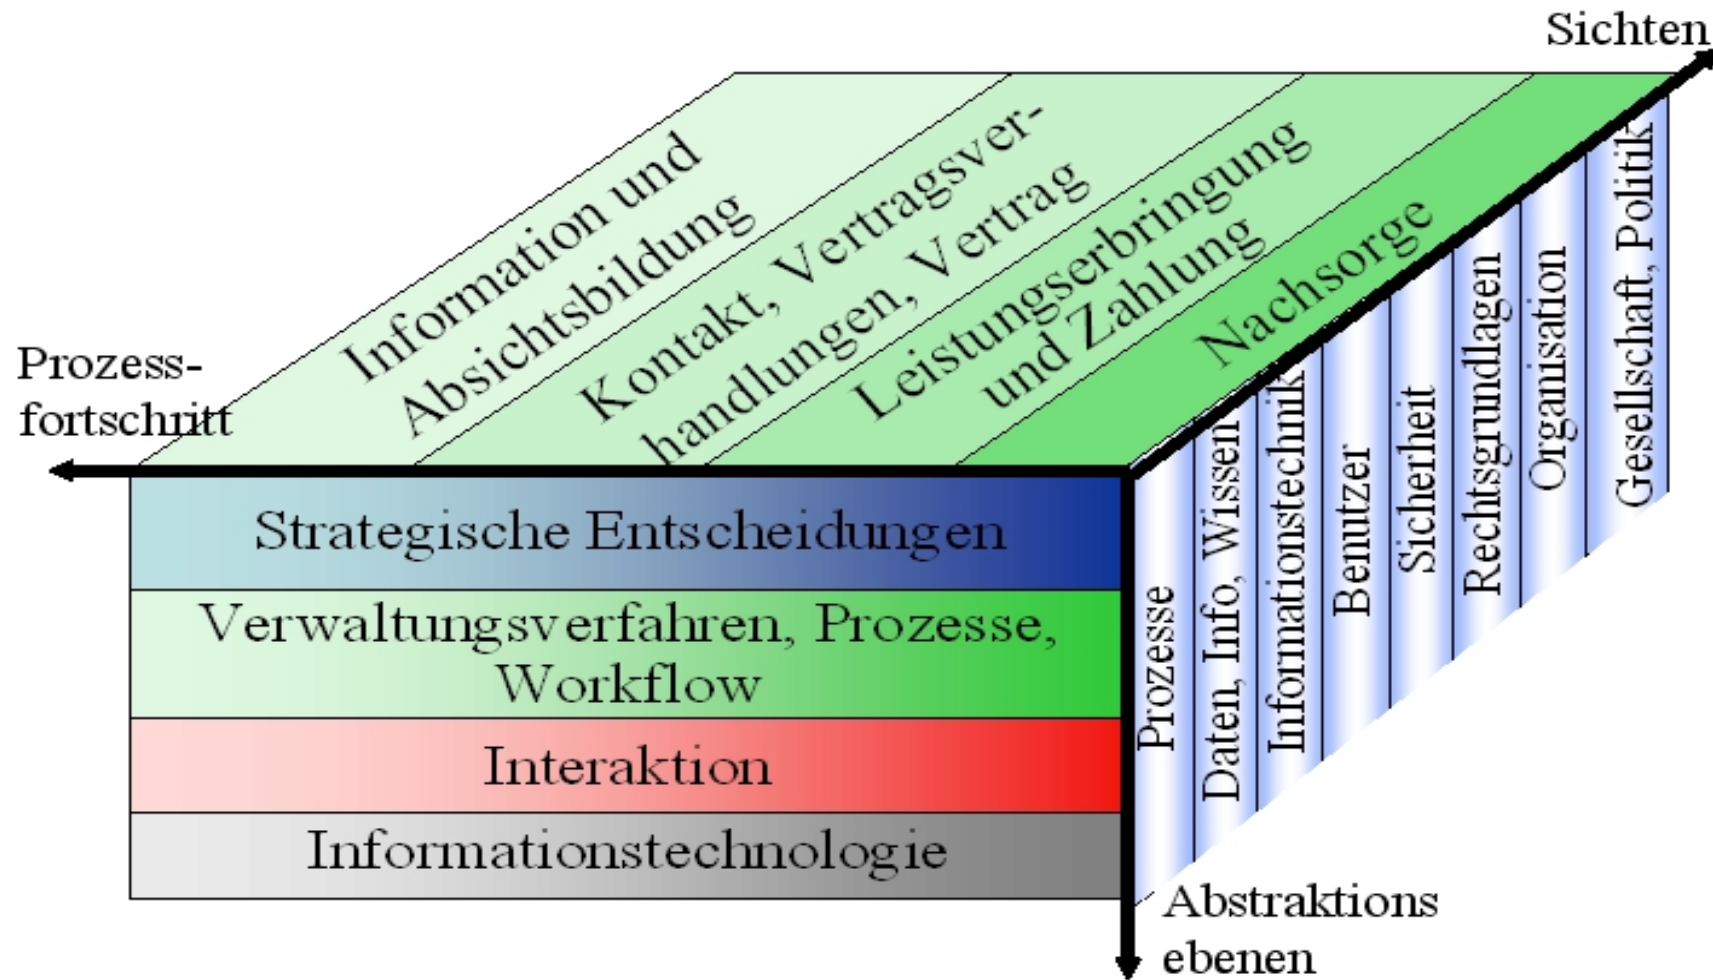 Sichten
Information und
Absichtsbildung
Kontakt, Vertragsver-
handlungen, Vertrag
Leistungserbringung
und Zahlung
Nachsorge
Prozess-
fortschritt
Strategische Entscheidungen
Verwaltungsverfahren, Prozesse,
Workflow
Interaktion
Informationstechnologie
Prozesse
Daten, Info, Wissen
Informationstechnik
Benutzer
Sicherheit
Rechtsgrundlagen
Organisation
Gesellschaft, Politik
Abstraktions
ebenen